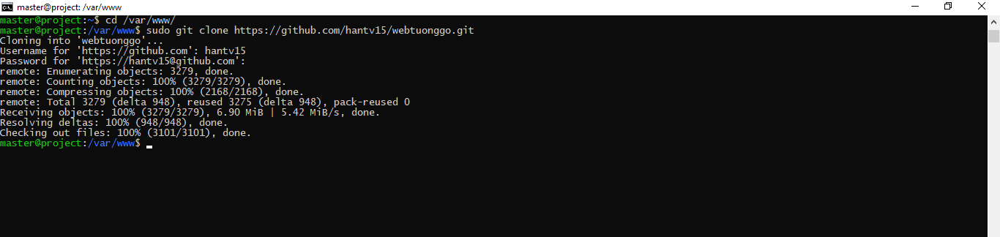 master@project: /var/www
master@project:~$ cd /var/www/
master@project:/var/www$ sudo git clone https://github.com/hantv15/webtuonggo.git
Cloning into 'webtuonggo'...
Username for 'https://github.com': hantv15
Password for 'https://hantv15@github.com':
remote: Enumerating objects: 3279, done.
remote: Counting objects: 100% (3279/3279), done.
remote: Compressing objects: 100% (2168/2168), done.
remote: Total 3279 (delta 948), reused 3275 (delta 948), pack-reused 0
Receiving objects: 100% (3279/3279), 6.90 MiB | 5.42 MiB/s, done.
Resolving deltas: 100% (948/948), done.
Checking out files: 100% (3101/3101), done.
master@project:/var/www$